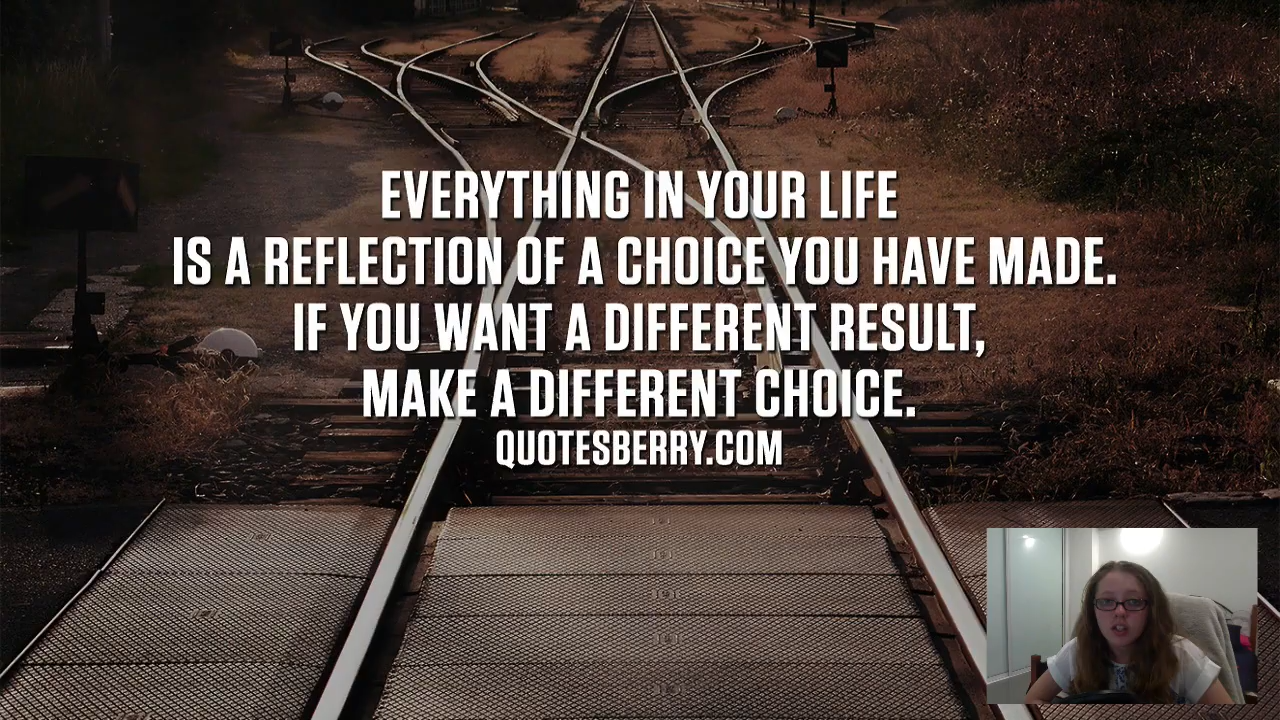 EVERYTHING IN YOUR LIFE
IS A REFLECTION OF A CHOICE YOU HAVE MADE.
IF YOU WANT A DIFFERENT RESULT,
MAKE A DIFFERENT CHOICE.
QUOTESBERRY.COM